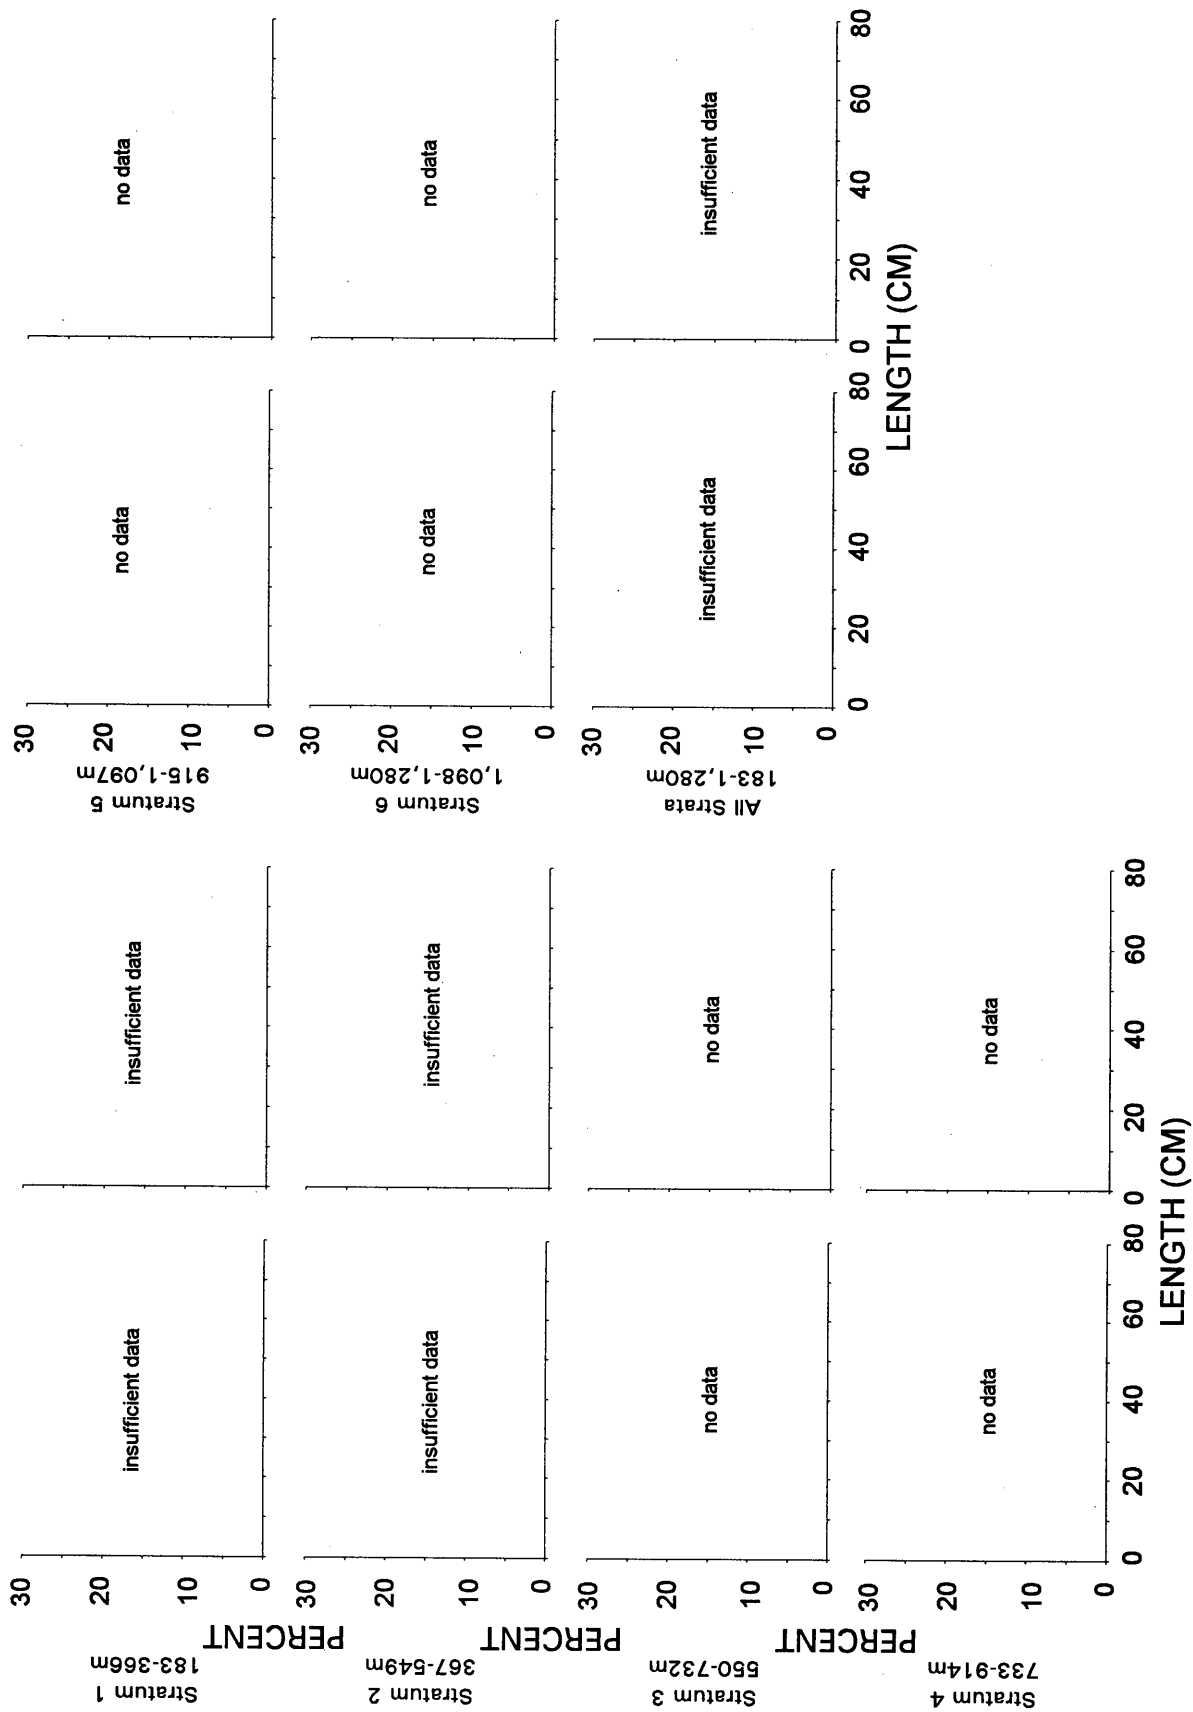 Stratum 1
183-366m
30
20
10
0
insufficient data
insufficient data
Stratum 2
367-549m
PERCENT
30
20
10
0
insufficient data
insufficient data
Stratum 3
550-732m
PERCENT
30
20
10
0
no data
no data
Stratum 4
733-914m
PERCENT
30
20
10
0
no data
no data
0 20 40 60 80
0 20 40 60 80
LENGTH (CM)
Stratum 5
915-1,097m
30
20
10
0
no data
no data
Stratum 6
1,098-1,280m
30
20
10
0
no data
no data
All Strata
183-1,280m
30
20
10
0
insufficient data
insufficient data
0 20 40 60 80
0 20 40 60 80
LENGTH (CM)